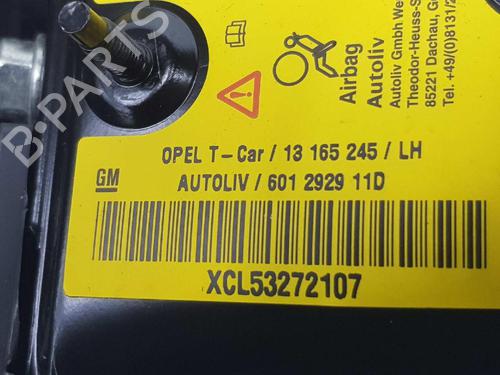 Airbag
Autoliv
Autoliv GmbH
Theodor-Heuss-S
85221 Dachau, G
Tel. +49/(0)8131/2
OPEL T-Car / 13 165 245 / LH
GM
AUTOLIV / 601 2929 11D
XCL53272107
B-PARTS